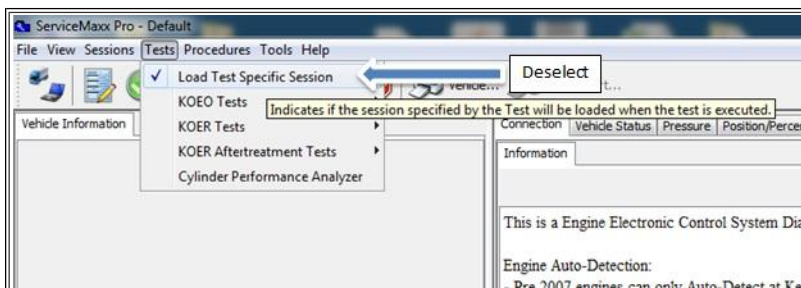 ServiceMaxx Pro - Default
File View Sessions Tests Procedures Tools Help
Load Test Specific Session
Deselect
Vehicle...
KOEO Tests
Indicates if the session specified by the Test will be loaded when the test is executed.
Vehicle Information
KOER Tests
Connection Vehicle Status Pressure Position/Perce
KOER Aftertreatment Tests
Information
Cylinder Performance Analyzer
This is a Engine Electronic Control System Dia
Engine Auto-Detection:
- Pre 2007 engines can only Auto-Detect at Ke